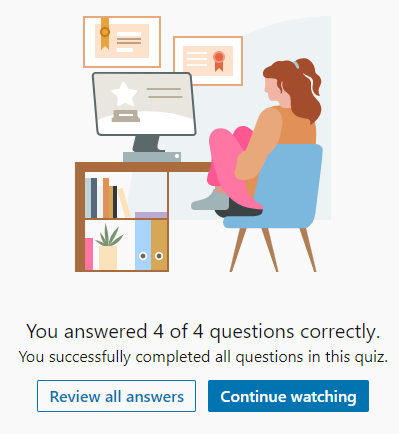 You answered 4 of 4 questions correctly.
You successfully completed all questions in this quiz.
Review all answers
Continue watching